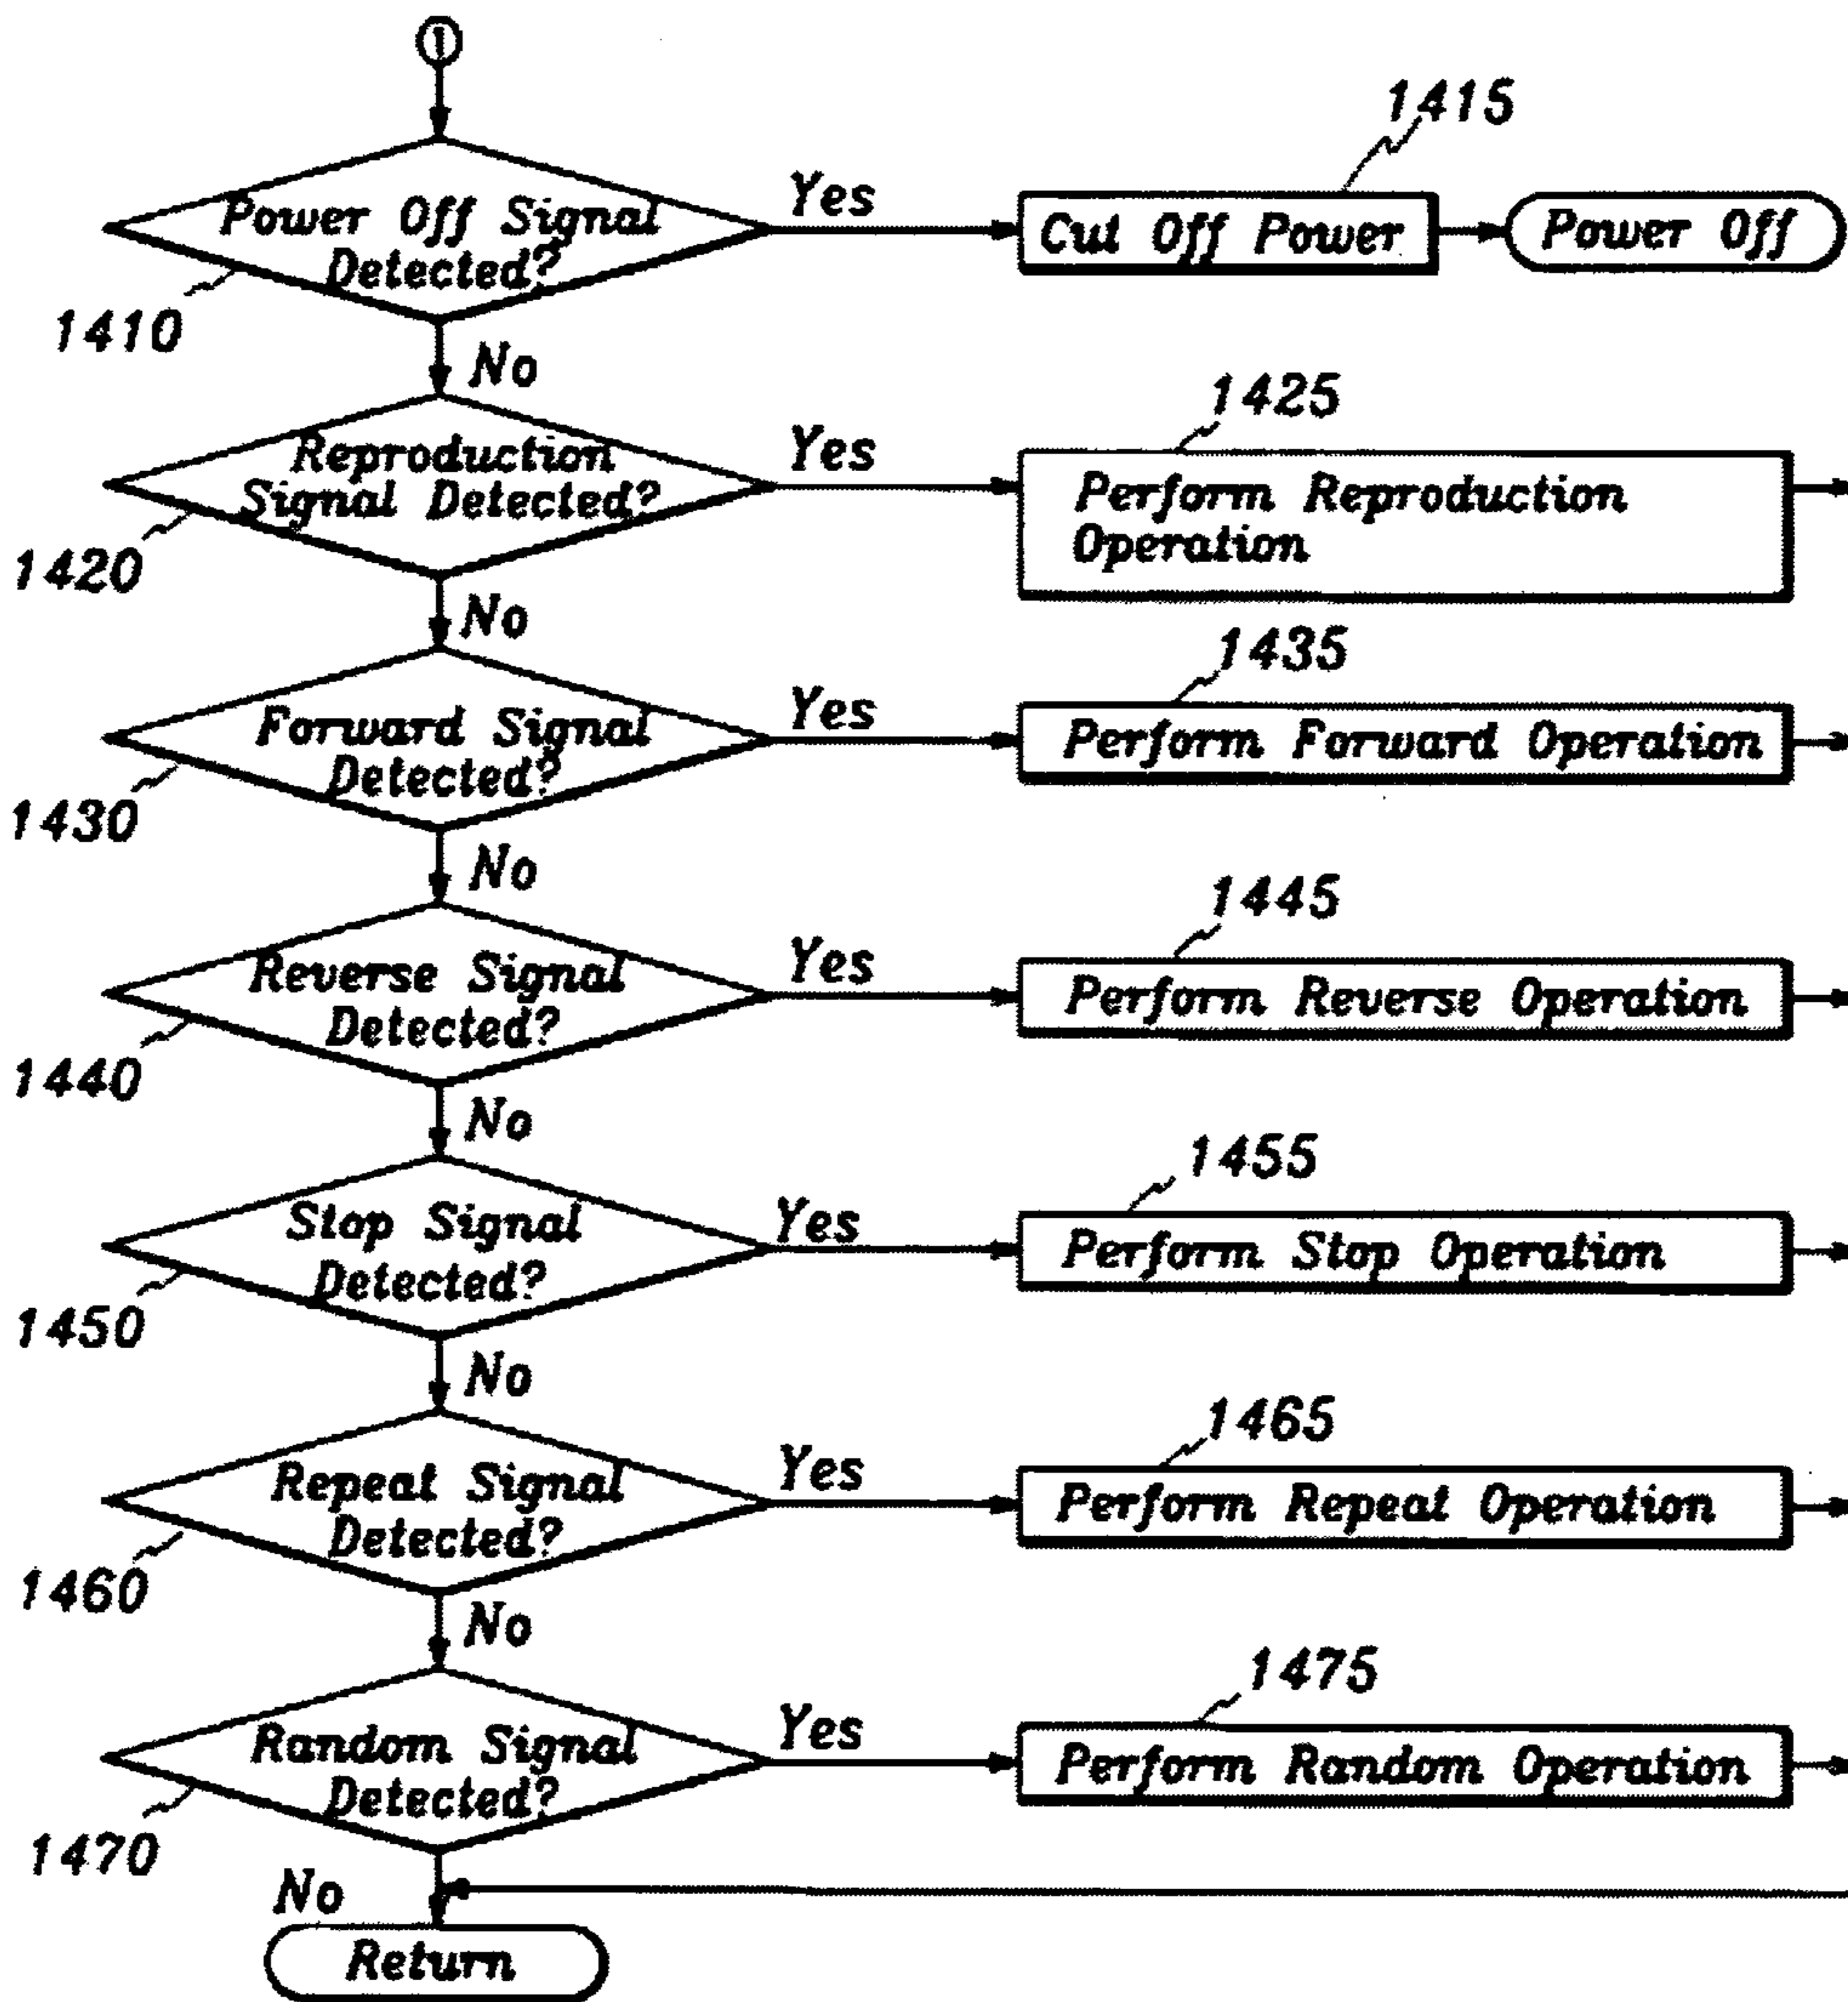 1
1415
Power Off Signal
Detected?
Yes
Cut Off Power
Power Off
1410
No
1425
Reproduction
Signal Detected?
Yes
Perform Reproduction
Operation
1420
No
1435
Forward Signal
Detected?
Yes
Perform Forward Operation
1430
No
1445
Reverse Signal
Detected?
Yes
Perform Reverse Operation
1440
No
1455
Stop Signal
Detected?
Yes
Perform Stop Operation
1450
No
1465
Repeat Signal
Detected?
Yes
Perform Repeat Operation
1460
No
1475
Random Signal
Detected?
Yes
Perform Random Operation
1470
No
Return